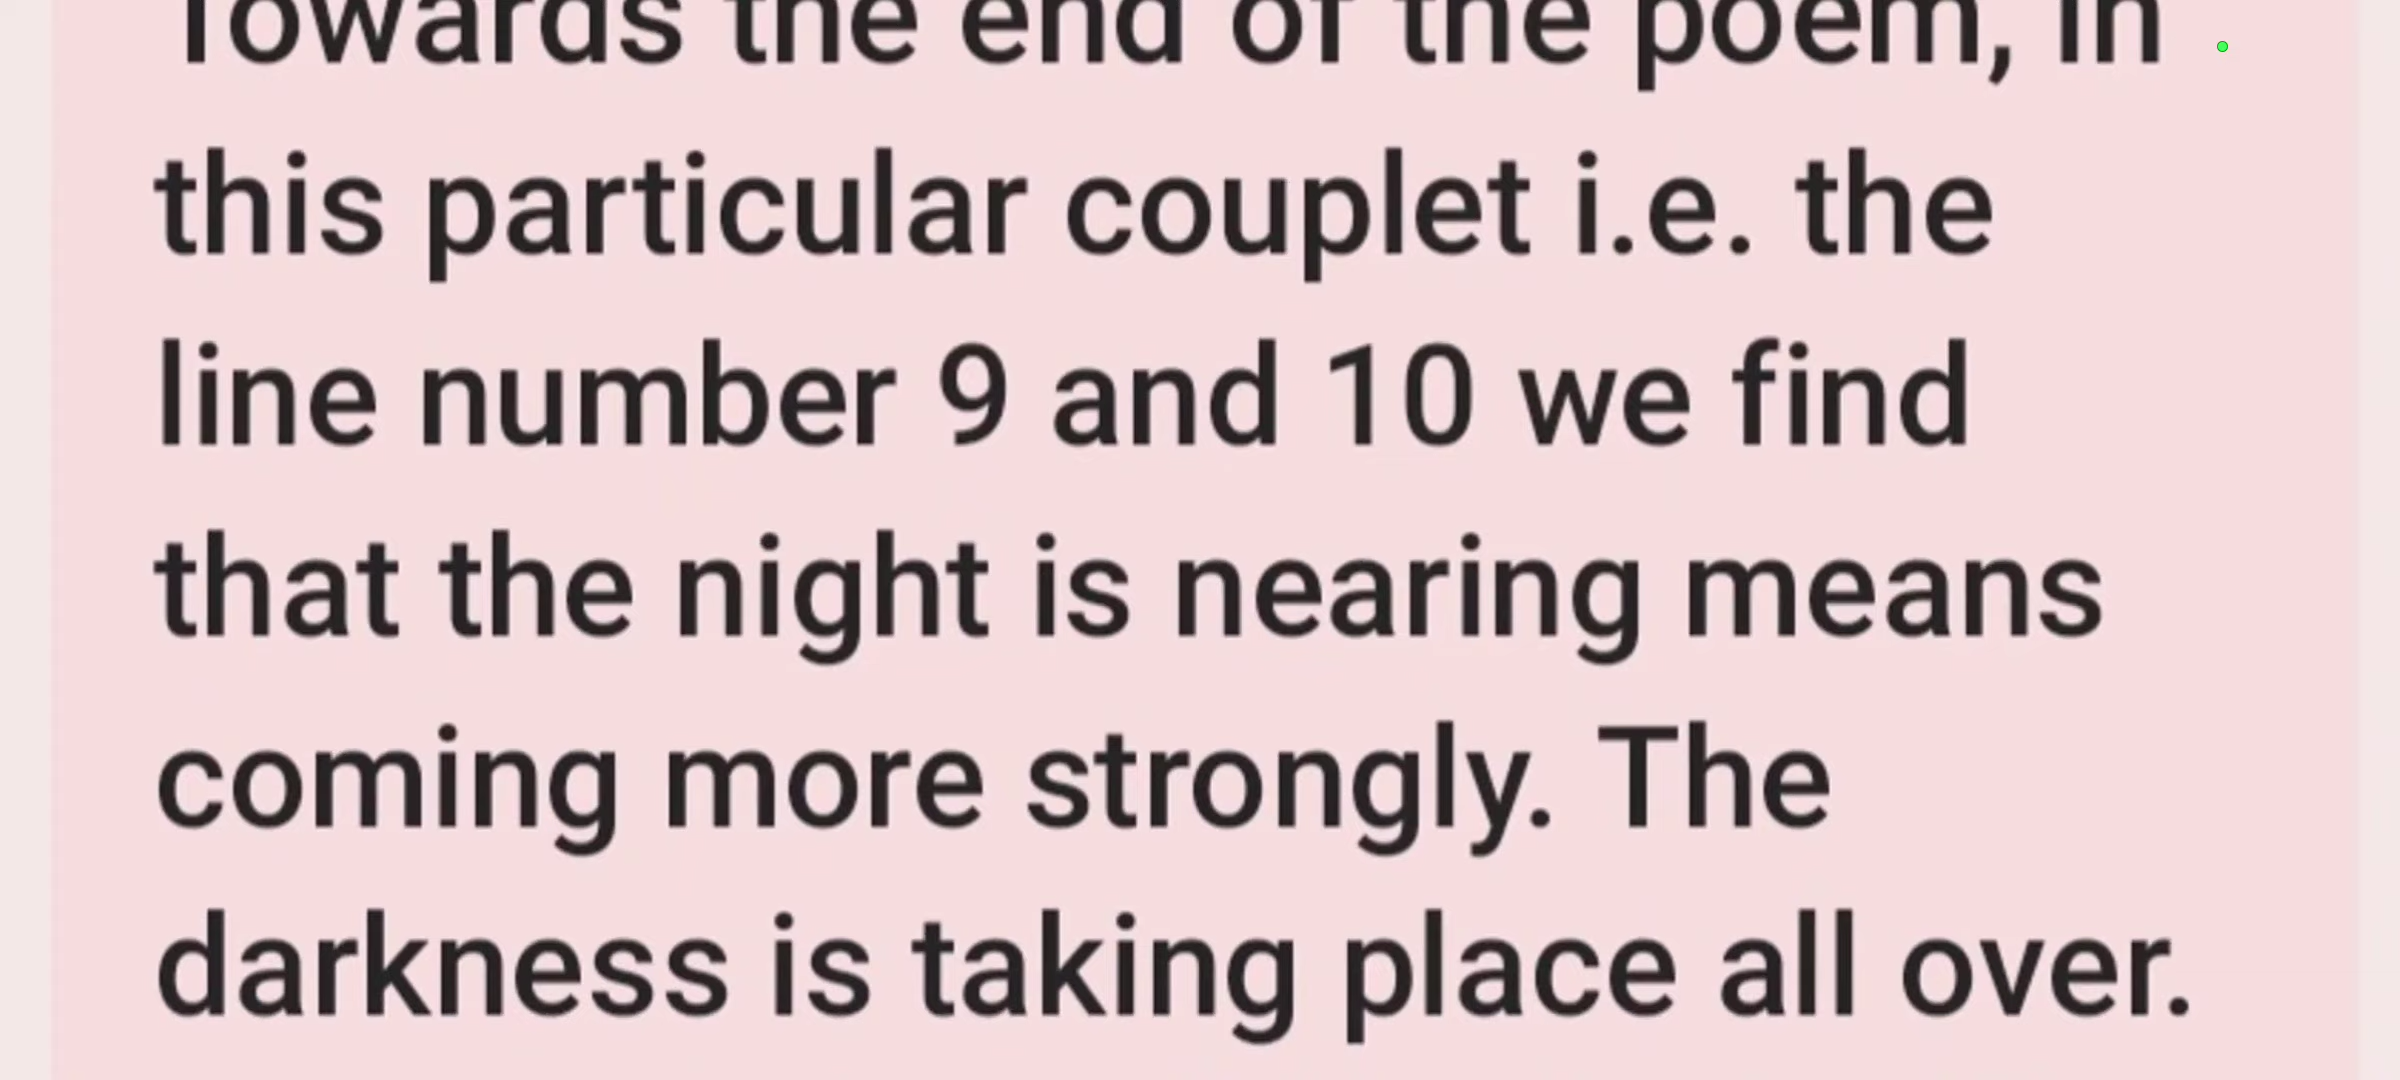 Towards the end of the poem, in
this particular couplet i.e. the
line number 9 and 10 we find
that the night is nearing means
coming more strongly. The
darkness is taking place all over.